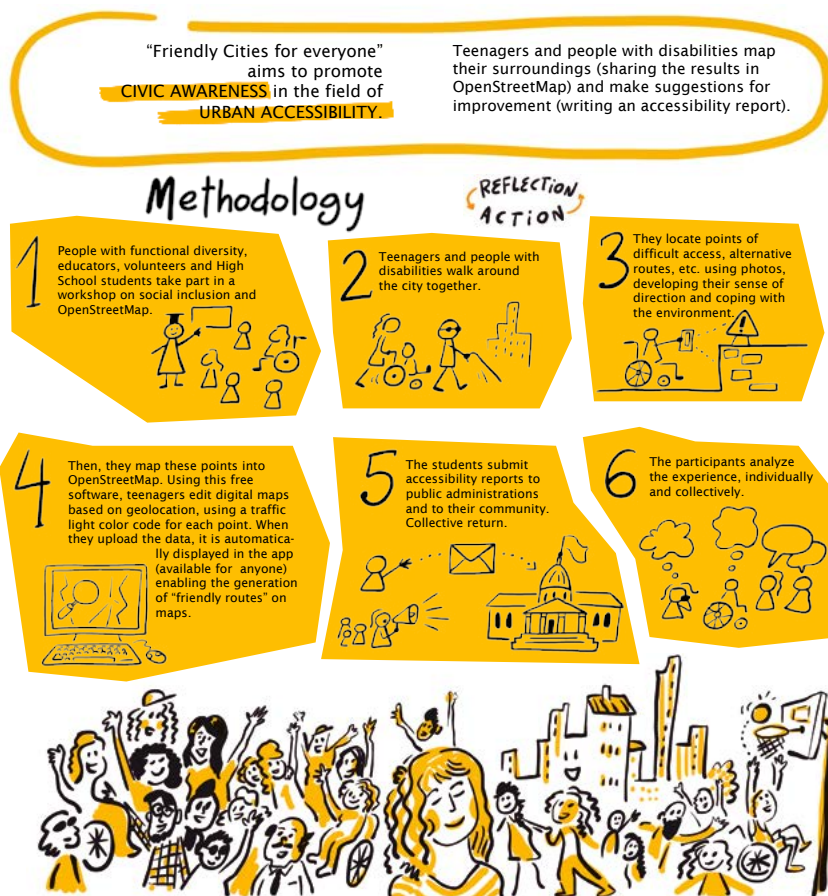 “Friendly Cities for everyone”
aims to promote
CIVIC AWARENESS in the field of
URBAN ACCESSIBILITY.
Teenagers and people with disabilities map
their surroundings (sharing the results in
OpenStreetMap) and make suggestions for
improvement (writing an accessibility report).
Methodology
REFLECTION
ACTION
1
People with functional diversity,
educators, volunteers and High
School students take part in a
workshop on social inclusion and
OpenStreetMap.
2
Teenagers and people with
disabilities walk around
the city together.
3
They locate points of
difficult access, alternative
routes, etc. using photos,
developing their sense of
direction and coping with
the environment.
4
Then, they map these points into
OpenStreetMap. Using this free
software, teenagers edit digital maps
based on geolocation, using a traffic
light color code for each point. When
they upload the data, it is automatica-
lly displayed in the app
(available for anyone)
enabling the generation
of “friendly routes” on
maps.
5
The students submit
accessibility reports to
public administrations
and to their community.
Collective return.
6
The participants analyze
the experience, individually
and collectively.